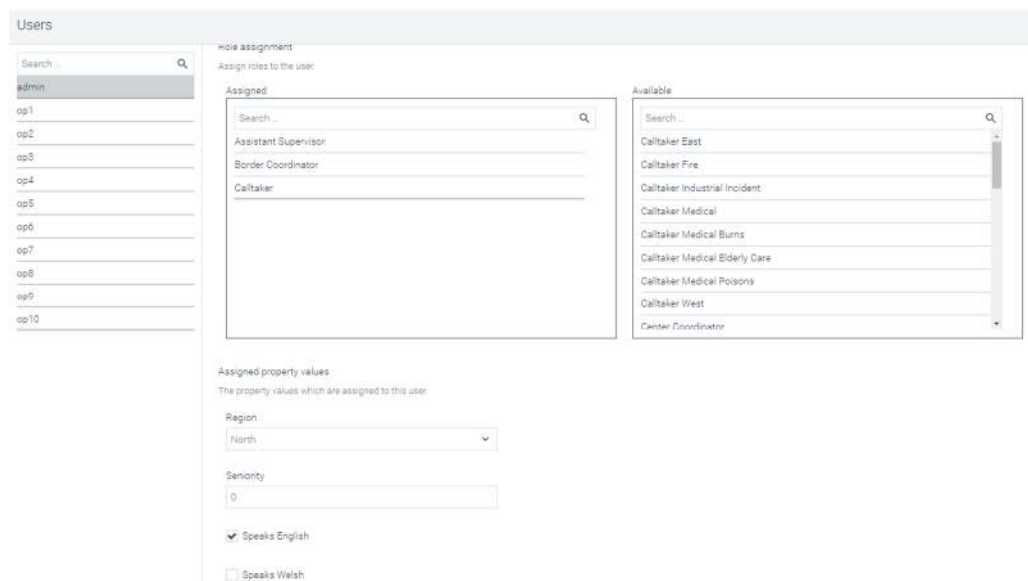 Users
Search ..
admin
op1
op2
op3
op4
op5
op6
op7
op8
op9
op10
Role assignment
Assign roles to the user.
Assigned
Search ..
Assistant Supervisor
Border Coordinator
Calltaker
Available
Search ..
Calltaker East
Calltaker Fire
Calltaker Industrial Incident
Calltaker Medical
Calltaker Medical Burns
Calltaker Medical Elderly Care
Calltaker Medical Poisons
Calltaker West
Center Coordinator
Assigned property values
The property values which are assigned to this user.
Region
North
Seniority
0
Speaks English
Speaks Welsh